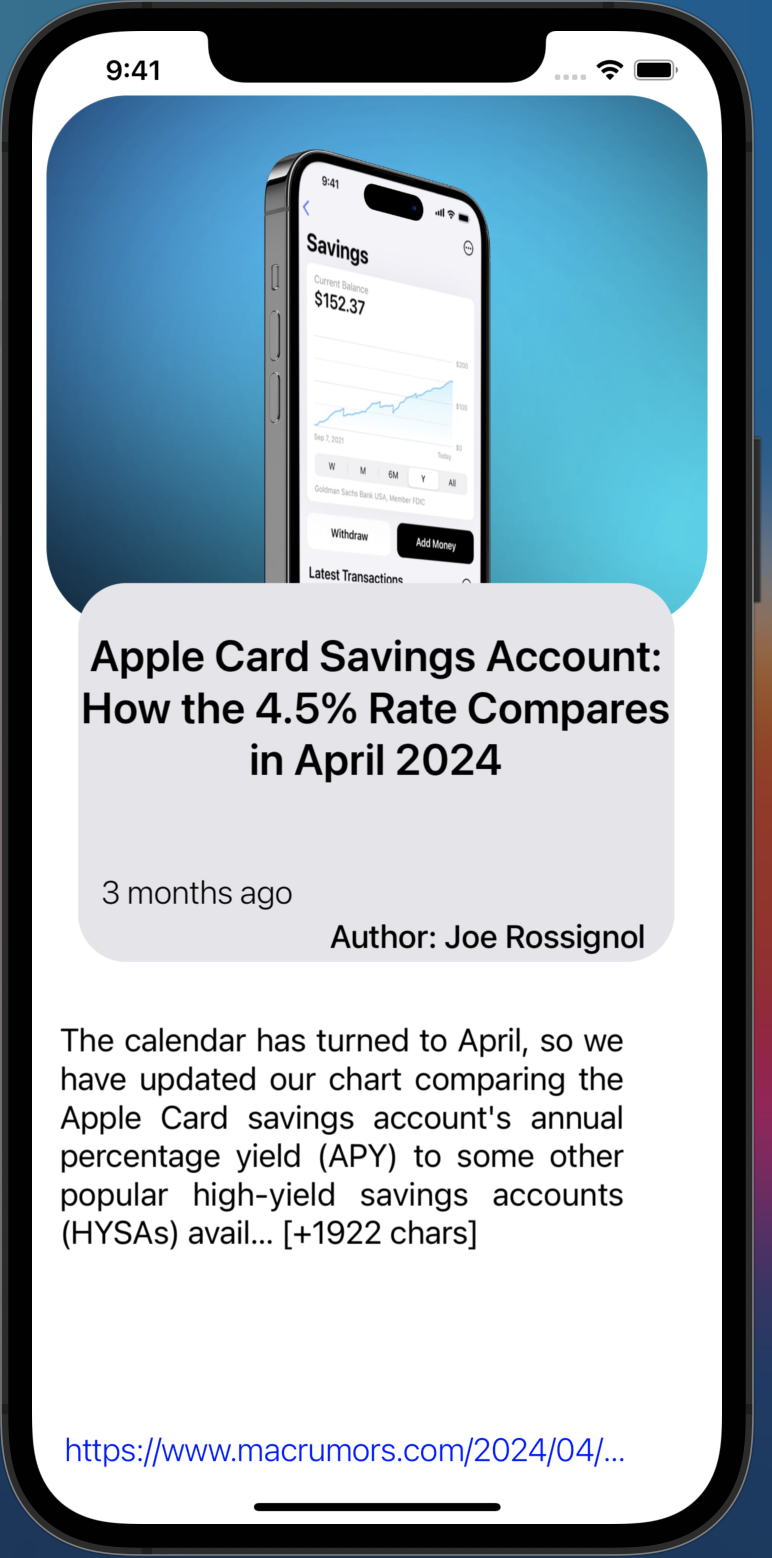 9:41
9:41
Savings
Current Balance
$152.37
$200
$100
$0
Sep 7, 2021
Today
W M 6M Y All
Goldman Sachs Bank USA, Member FDIC
Withdraw
Add Money
Latest Transactions
Apple Card Savings Account:
How the 4.5% Rate Compares
in April 2024
3 months ago
Author: Joe Rossignol
The calendar has turned to April, so we
have updated our chart comparing the
Apple Card savings account's annual
percentage yield (APY) to some other
popular high-yield savings accounts
(HYSAs) avail... [+1922 chars]
https://www.macrumors.com/2024/04/...